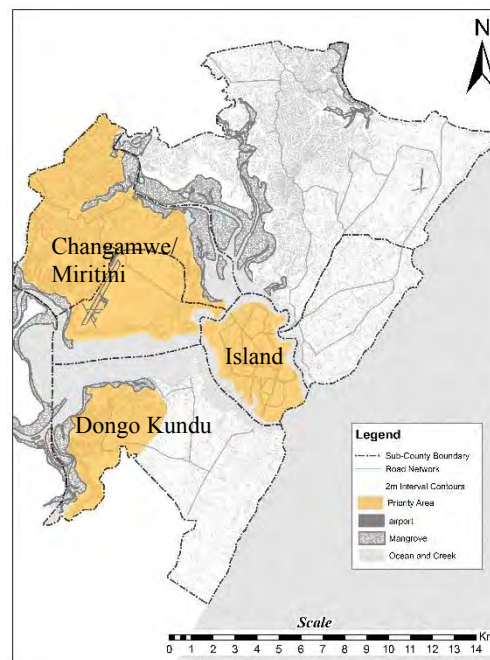 N
Changamwe/
Miritini
Island
Dongo Kundu
Legend
Sub-County Boundary
Road Network
2m Interval Contours
Priority Area
airport
Mangrove
Ocean and Creek
Scale
Km
0 1 2 3 4 5 6 7 8 9 10 11 12 13 14